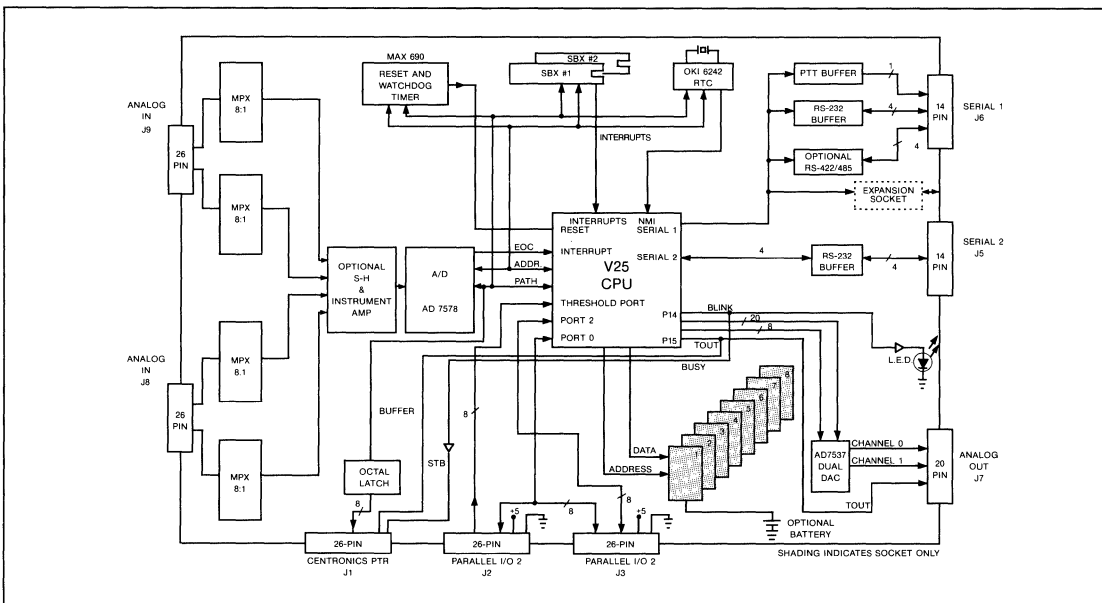 MAX 690
RESET AND
WATCHDOG
TIMER
SBX #2
SBX #1
OKI 6242
RTC
INTERRUPTS
PTT BUFFER
1
RS-232
BUFFER
4
OPTIONAL
RS-422/485
4
EXPANSION
SOCKET
14
PIN
SERIAL 1
J6
ANALOG
IN
J9
26
PIN
MPX
8:1
MPX
8:1
OPTIONAL
S-H
&
INSTRUMENT
AMP
A/D
AD 7578
EOC
ADDR.
PATH
INTERRUPTS
RESET
NMI
SERIAL 1
INTERRUPT
SERIAL 2
V25
CPU
THRESHOLD PORT
PORT 2
PORT 0
P14
P15
4
RS-232
BUFFER
4
14
PIN
SERIAL 2
J5
BLINK
20
8
TOUT
BUSY
L.E.D.
ANALOG
IN
J8
26
PIN
MPX
8.1
MPX
8:1
BUFFER
OCTAL
LATCH
8
STB
8
8
8
DATA
ADDRESS
1
2
3
4
5
6
7
8
OPTIONAL
BATTERY
AD7537
DUAL
DAC
CHANNEL 0
CHANNEL 1
TOUT
20
PIN
ANALOG
OUT
J7
+5
+5
26-PIN
CENTRONICS PTR
J1
26-PIN
PARALLEL I/O 2
J2
26-PIN
PARALLEL I/O 2
J3
SHADING INDICATES SOCKET ONLY